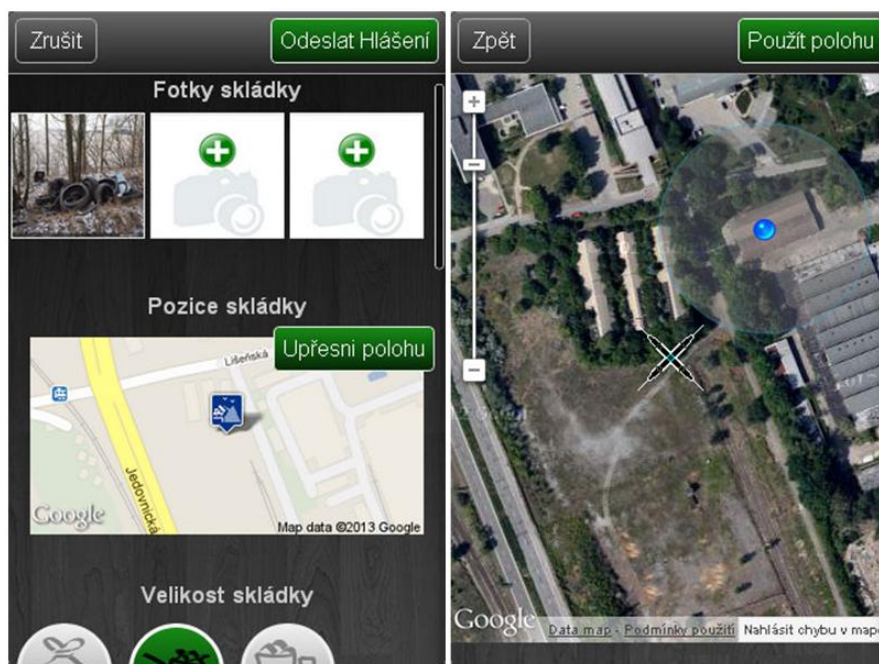 Zrušit
Odeslat Hlášení
Fotky skládky
Pozice skládky
Upřesni polohu
Lišeňská
Jedovnická
Google
Map data ©2013 Google
Velikost skládky
Zpět
Použít polohu
Google
Data map - Podmínky použití
Nahlásit chybu v mapě